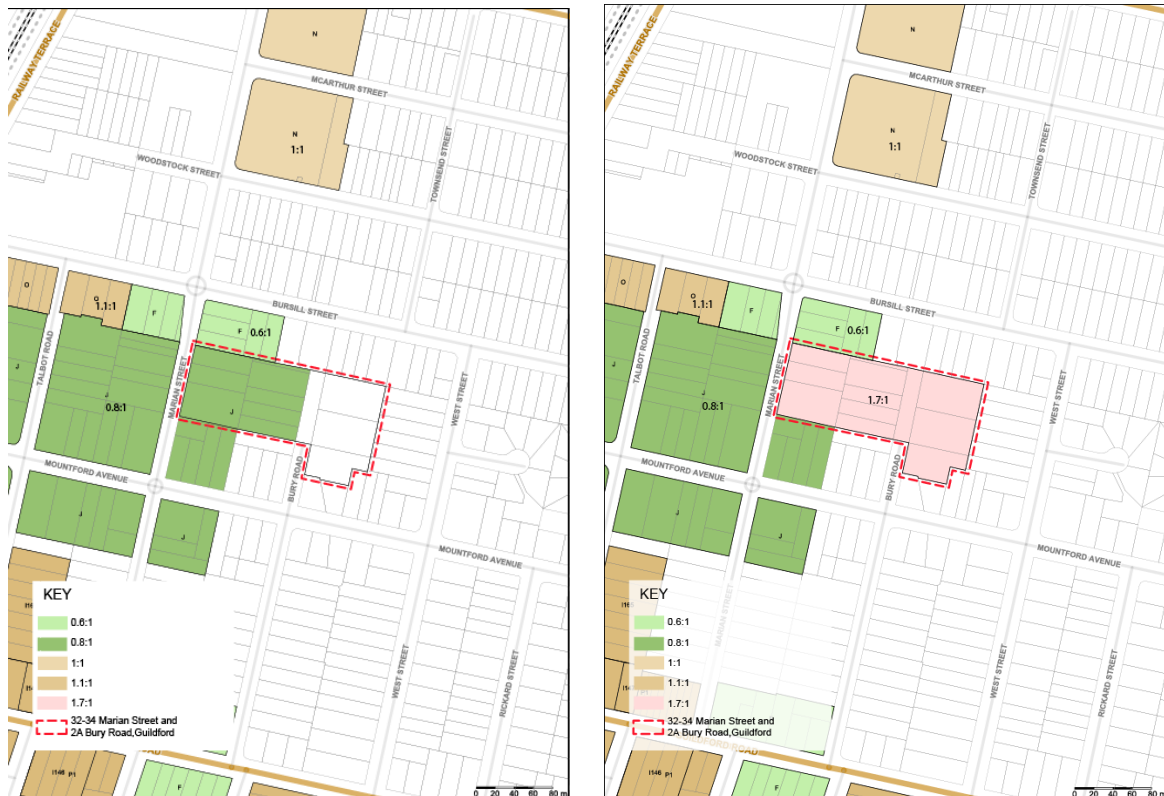 N
MCARTHUR STREET
RAILWAY TERRACE
N
1:1
TOWNSEND STREET
WOODSTOCK STREET
O
O
1.1:1
F
BURSILL STREET
F 0.6:1
TALBOT ROAD
MARIAN STREET
WEST STREET
J
J
0.8:1
J
MOUNTFORD AVENUE
BURY ROAD
J
J
MOUNTFORD AVENUE
KEY
0.6:1
0.8:1
1:1
1.1:1
1.7:1
32-34 Marian Street and
2A Bury Road,Guildford
WEST STREET
RICKARD STREET
ROAD
I146 P1
F
0 20 40 60 80 m
N
MCARTHUR STREET
RAILWAY TERRACE
N
1:1
TOWNSEND STREET
WOODSTOCK STREET
O
O
1.1:1
F
BURSILL STREET
F
0.6:1
TALBOT ROAD
MARIAN STREET
WEST STREET
1.7:1
J
J
0.8:1
MOUNTFORD AVENUE
BURY ROAD
J
J
MOUNTFORD AVENUE
KEY
MARIAN STREET
0.6:1
0.8:1
1:1
1.1:1
1.7:1
32-34 Marian Street and
2A Bury Road,Guildford
WEST STREET
RICKARD STREET
I146 P1
F
0 20 40 60 80 m